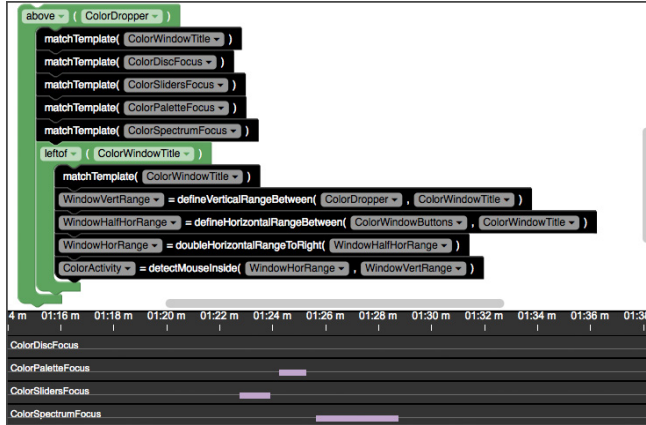 above ( ColorDropper )
matchTemplate( ColorWindowTitle )
matchTemplate( ColorDiscFocus )
matchTemplate( ColorSlidersFocus )
matchTemplate( ColorPaletteFocus )
matchTemplate( ColorSpectrumFocus )
leftof ( ColorWindowTitle )
matchTemplate( ColorWindowTitle )
WindowVertRange = defineVerticalRangeBetween( ColorDropper , ColorWindowTitle )
WindowHalfHorRange = defineHorizontalRangeBetween( ColorWindowButtons , ColorWindowTitle )
WindowHorRange = doubleHorizontalRangeToRight( WindowHalfHorRange )
ColorActivity = detectMouseInside( WindowHorRange , WindowVertRange )
4 m 01:16 m 01:18 m 01:20 m 01:22 m 01:24 m 01:26 m 01:28 m 01:30 m 01:32 m 01:34 m 01:36 m 01:38
ColorDiscFocus
ColorPaletteFocus
ColorSlidersFocus
ColorSpectrumFocus